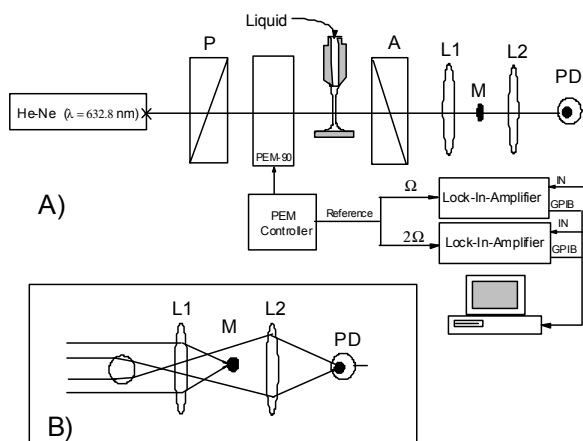 Liquid
P
A
L1
L2
M
PD
He-Ne (λ = 632.8 nm)
PEM-90
A)
PEM
Controller
Reference
Ω
2Ω
IN
Lock-In-Amplifier
GPIB
IN
Lock-In-Amplifier
GPIB
L1
L2
M
PD
B)